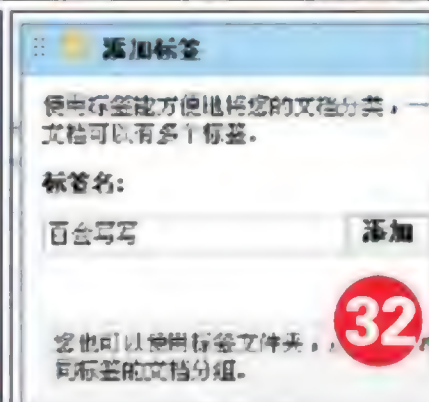 添加标签
使用标签能方便地将您的文档分类，一
文档可以有多个标签。
标签名：
百合写写
添加
32
您也可以使用标签文件夹，
同标签的文档分组。